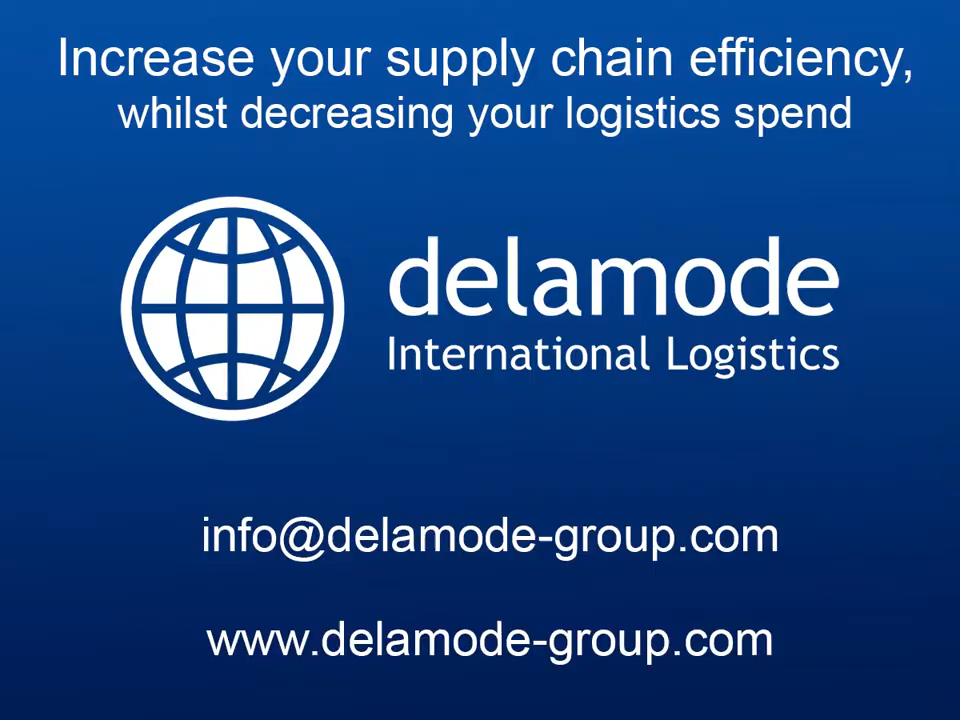 Increase your supply chain efficiency,
whilst decreasing your logistics spend
delamode
International Logistics
info@delamode-group.com
www.delamode-group.com